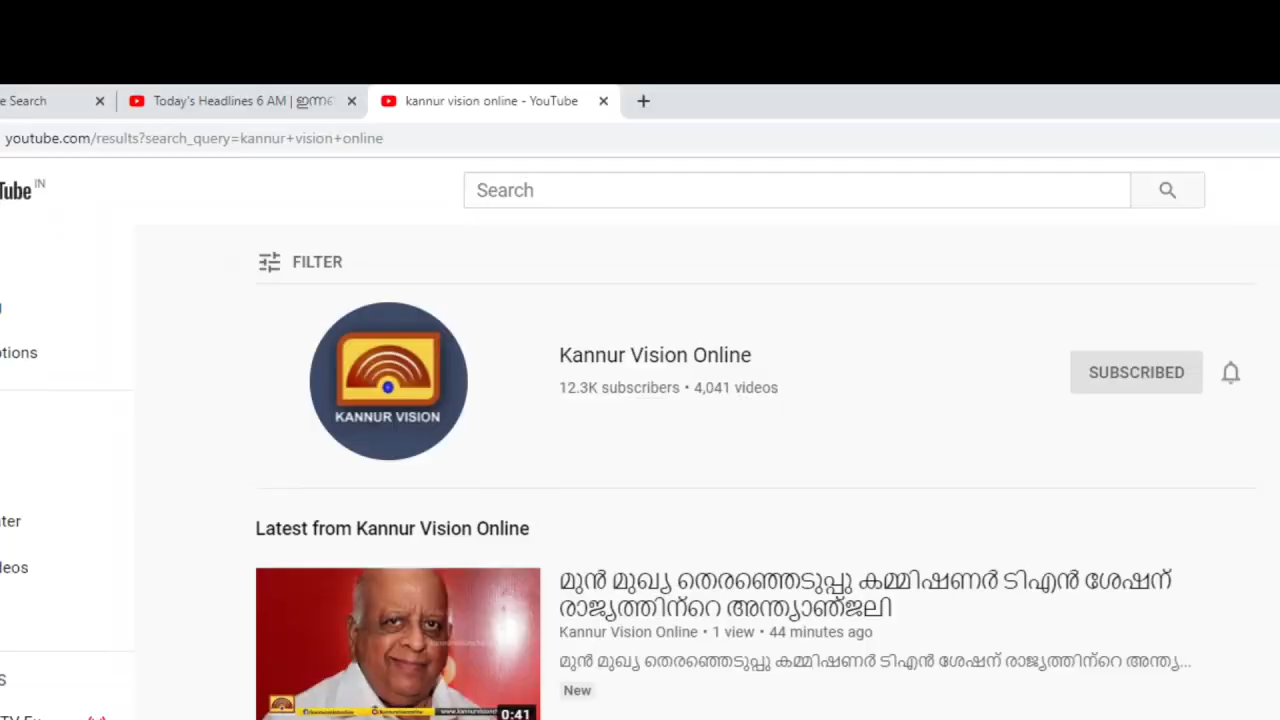 e Search
Today's Headlines 6 AM | ഇന്ന
kannur vision online - YouTube
youtube.com/results?search_query=kannur+vision+online
Tube IN
Search
FILTER
KANNUR VISION
Kannur Vision Online
12.3K subscribers • 4,041 videos
SUBSCRIBED
otions
Latest from Kannur Vision Online
ter
leos
മുൻ മുഖ്യ തെരഞ്ഞെടുപ്പു കമ്മിഷണർ ടിഎൻ ശേഷന്
രാജ്യത്തിന്റെ അന്ത്യാഞ്ജലി
Kannur Vision Online • 1 view • 44 minutes ago
മുൻ മുഖ്യ തെരഞ്ഞെടുപ്പു കമ്മിഷണർ ടിഎൻ ശേഷന് രാജ്യത്തിന്റെ അന്ത്യ...
New
S
0:41